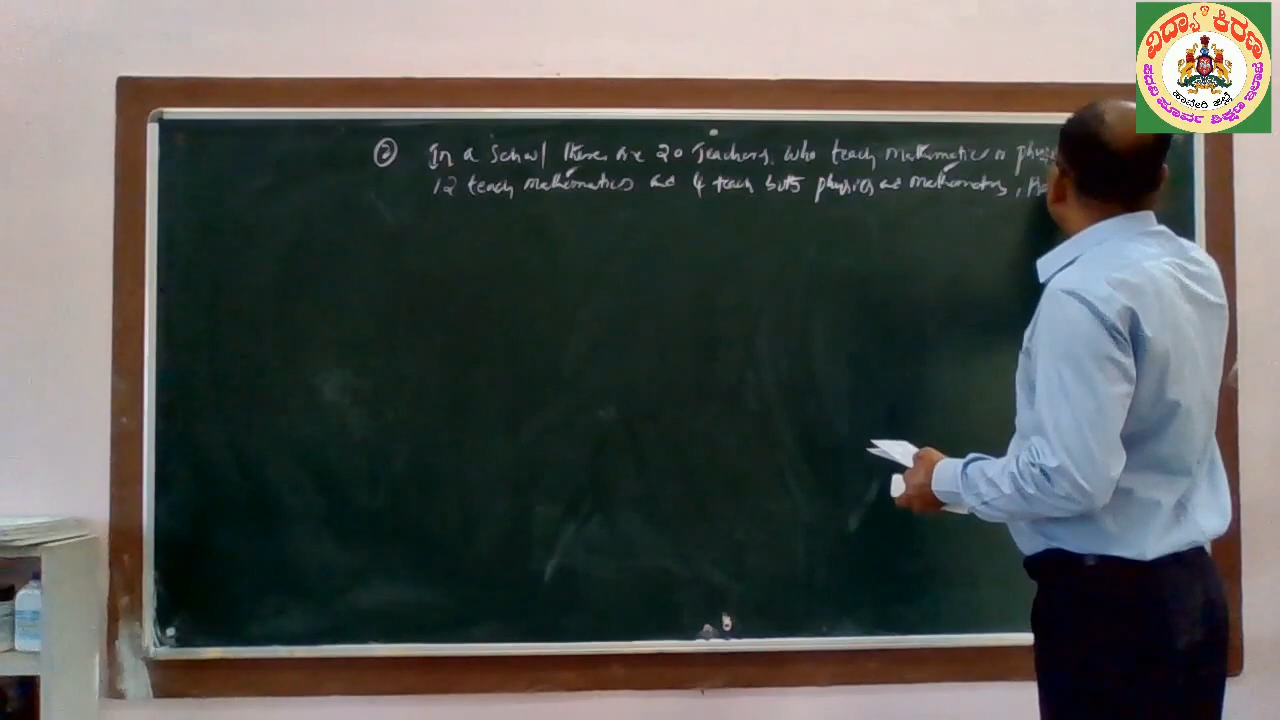 ವಿದ್ಯಾ ಕಿರಣ
② In a School there are 20 Teachers, who teach mathematics or
12 teach mathematics and 4 teach both physics and mathematics,